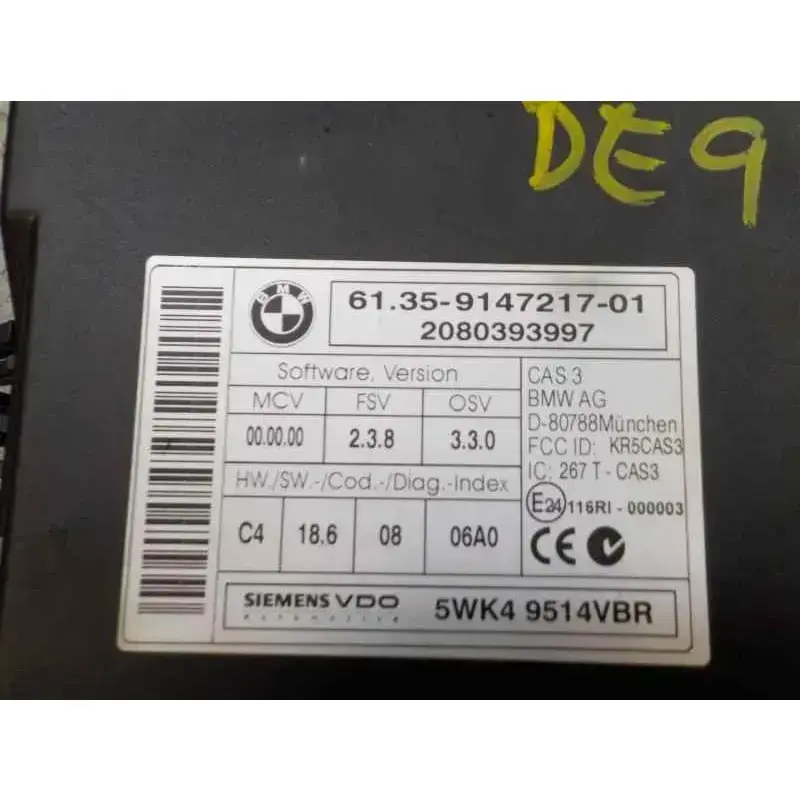 DE9
BMW
61.35-9147217-01
2080393997
Software, Version
MCV FSV OSV
00.00.00 2.3.8 3.3.0
HW./SW.-/Cod.-/Diag.-Index
C4 18.6 08 06A0
CAS 3
BMW AG
D-80788München
FCC ID: KR5CAS3
IC: 267 T - CAS3
E24 116RI - 000003
CE
SIEMENS VDO
Automotive
5WK4 9514VBR